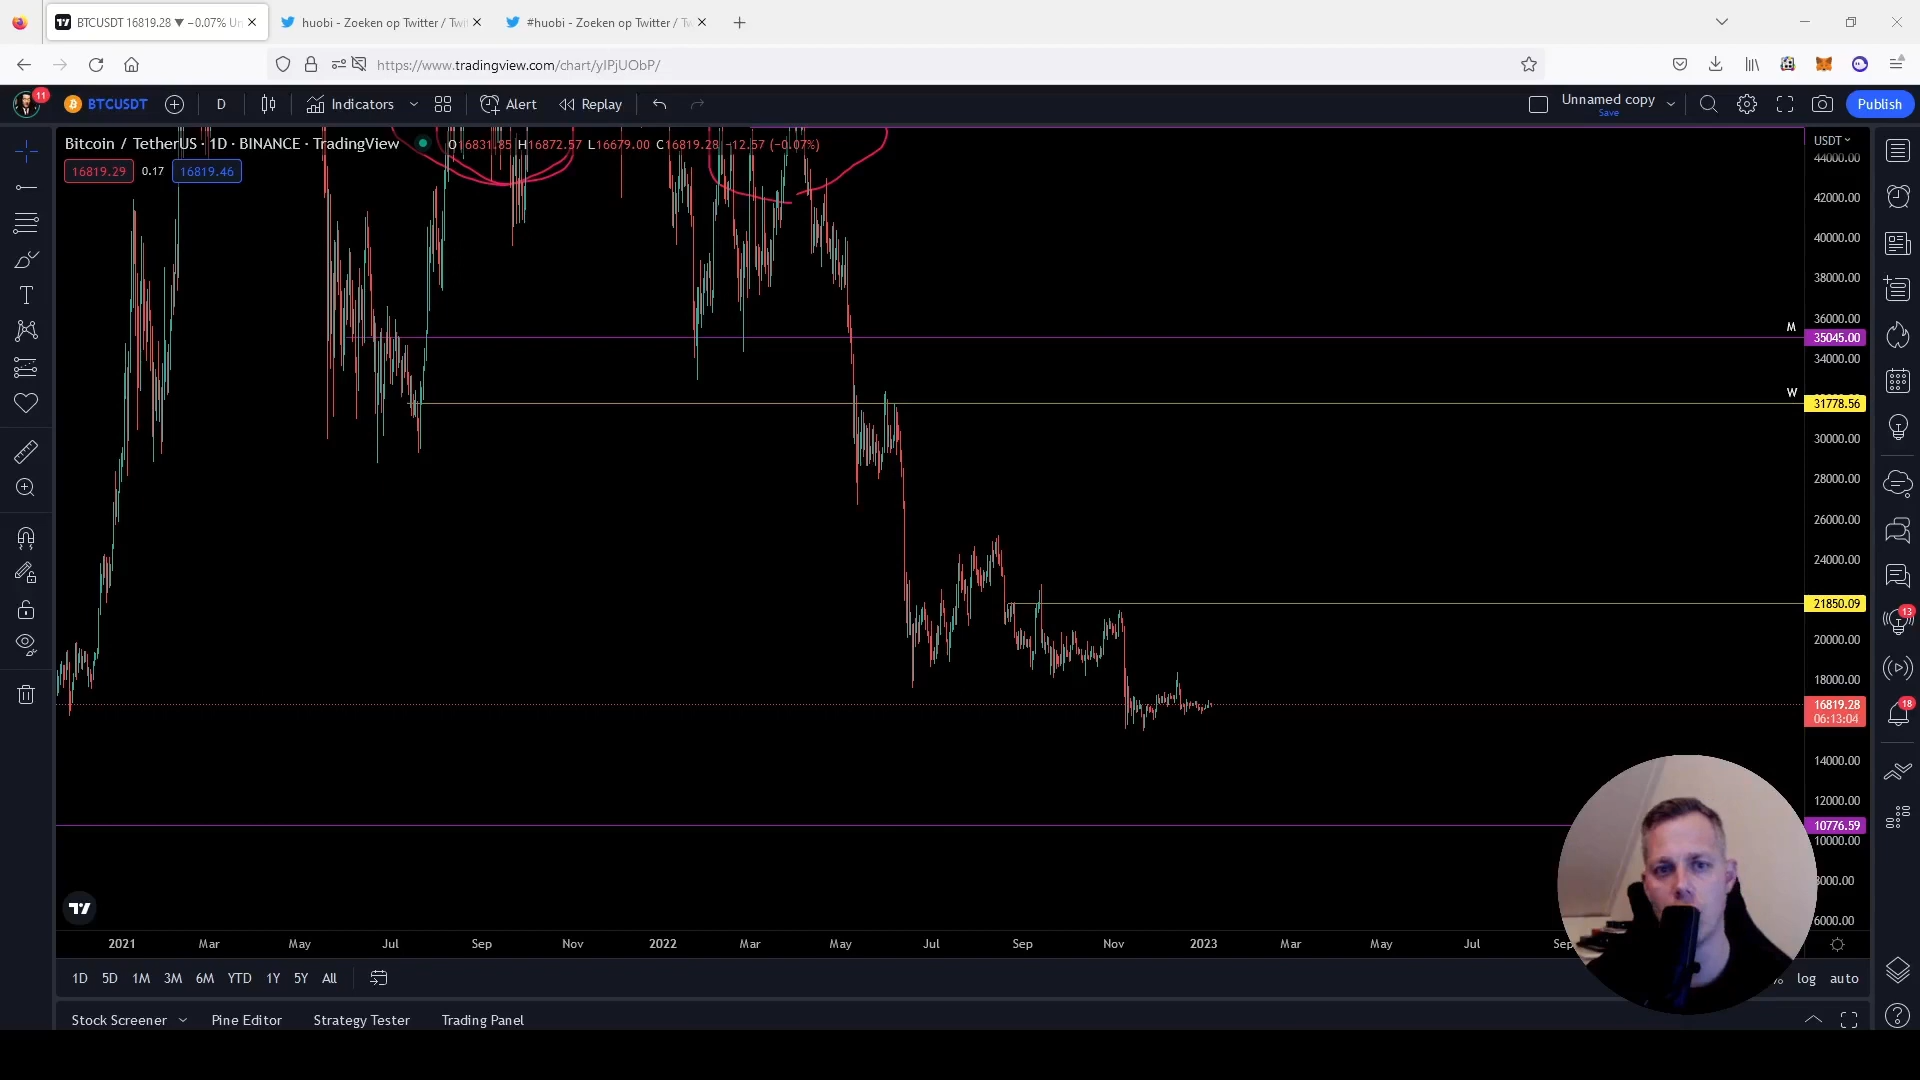 BTCUSDT 16819.28 ▼ −0.07% Un
huobi - Zoeken op Twitter / Twi
#huobi - Zoeken op Twitter / Tw
https://www.tradingview.com/chart/yIPjUObP/
11
BTCUSDT
D
Indicators
Alert
Replay
Unnamed copy
Save
Publish
Bitcoin / TetherUS · 1D · BINANCE · TradingView
O16831.85 H16872.57 L16679.00 C16819.28 −12.57 (−0.07%)
USDT
16819.29
0.17
16819.46
44000.00
42000.00
40000.00
38000.00
36000.00
M
35045.00
34000.00
W
31778.56
30000.00
28000.00
26000.00
24000.00
21850.09
13
20000.00
18000.00
18
16819.28
06:13:04
14000.00
12000.00
10776.59
10000.00
8000.00
6000.00
2021 Mar May Jul Sep Nov 2022 Mar May Jul Sep Nov 2023 Mar May Jul Sep
1D 5D 1M 3M 6M YTD 1Y 5Y All
% log auto
Stock Screener Pine Editor Strategy Tester Trading Panel